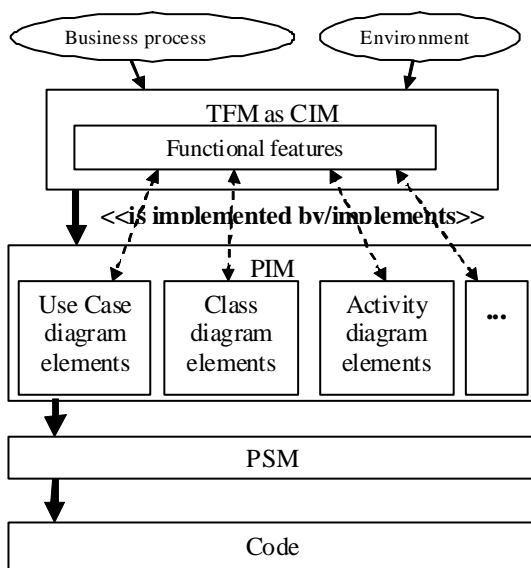 Business process
Environment
TFM as CIM
Functional features
<<is implemented by/implements>>
PIM
Use Case
diagram
elements
Class
diagram
elements
Activity
diagram
elements
...
PSM
Code